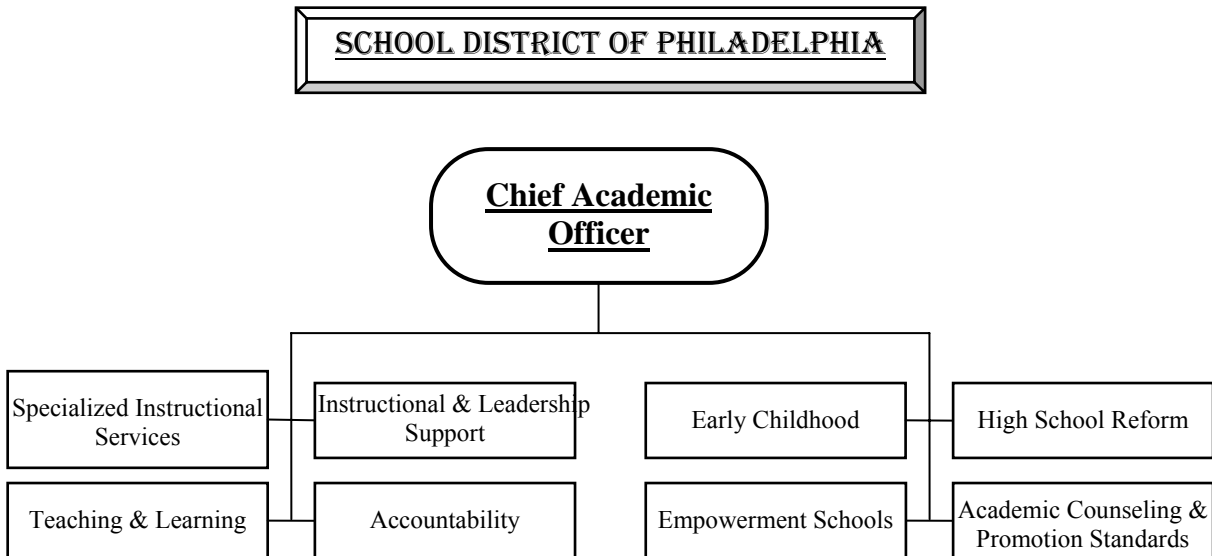 SCHOOL DISTRICT OF PHILADELPHIA
Chief Academic
Officer
Specialized Instructional
Services
Instructional & Leadership
Support
Early Childhood
High School Reform
Teaching & Learning
Accountability
Empowerment Schools
Academic Counseling &
Promotion Standards